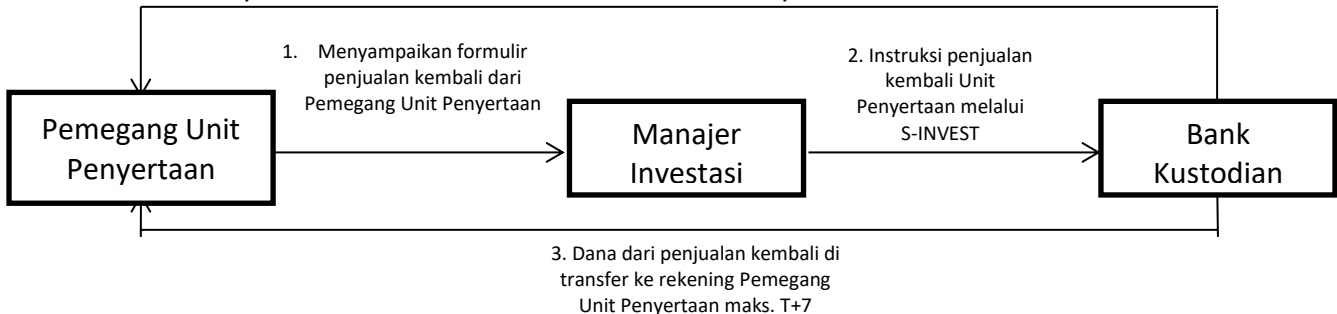 1. Menyampaikan formulir
penjualan kembali dari
Pemegang Unit Penyertaan
2. Instruksi penjualan
kembali Unit
Penyertaan melalui
S-INVEST
Pemegang Unit
Penyertaan
Manajer
Investasi
Bank
Kustodian
3. Dana dari penjualan kembali di
transfer ke rekening Pemegang
Unit Penyertaan maks. T+7